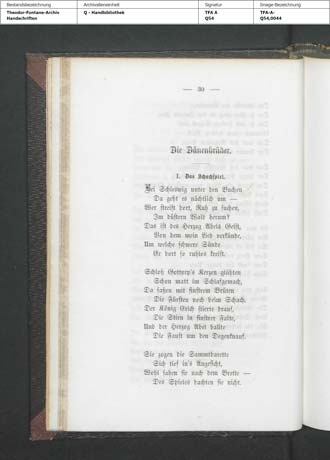 Bestandsbezeichnung
Theodor-Fontane-Archiv
Handschriften
Archivalieneinheit
Q - Handbibliothek
Signatur
TFA A
Q54
Image-Bezeichnung
TFA-A-
Q54,0044
— 30 —
Die Dänenbrüder.
1. Das Schachspiel.
Bei Schleswig unter den Buchen
Da geht es nächtlich um —
Wer streift dort, Ruh zu suchen,
Im düstern Wald herum?
Das ist des Herzog Abels Geist,
Von dem mein Lied verkünde,
Um welche schwere Sünde
Er dort so ruhlos kreist.
Schloß Gottorp's Kerzen glühten
Schon matt im Schlafgemach,
Da saßen mit finsterm Brüten
Die Fürsten noch beim Schach.
Der König Erich stierte drauf,
Die Stirn in finstrer Falte,
Und der Herzog Abel ballte
Die Faust um den Degenknauf.
Sie zogen die Sammtbarette
Sich tief in's Angesicht,
Wohl sahen sie nach dem Brette —
Des Spieles dachten sie nicht.